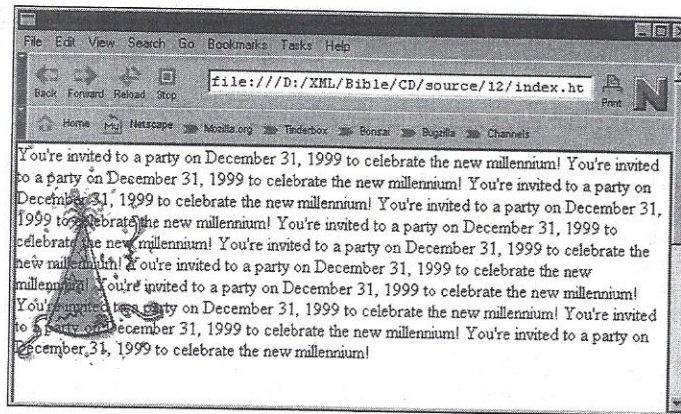 File Edit View Search Go Bookmarks Tasks Help
Back Forward Reload Stop
file:///D:/XML/Bible/CD/source/12/index.ht
Print
N
Home My Netscape Mozilla.org Tinderbox Bonsai Bugzilla Channels
You're invited to a party on December 31, 1999 to celebrate the new millennium! You're invited
to a party on December 31, 1999 to celebrate the new millennium! You're invited to a party on
December 31, 1999 to celebrate the new millennium! You're invited to a party on December 31,
1999 to celebrate the new millennium! You're invited to a party on December 31, 1999 to
celebrate the new millennium! You're invited to a party on December 31, 1999 to celebrate the
new millennium! You're invited to a party on December 31, 1999 to celebrate the new
millennium! You're invited to a party on December 31, 1999 to celebrate the new millennium!
You're invited to a party on December 31, 1999 to celebrate the new millennium! You're invited
to a party on December 31, 1999 to celebrate the new millennium! You're invited to a party on
December 31, 1999 to celebrate the new millennium!